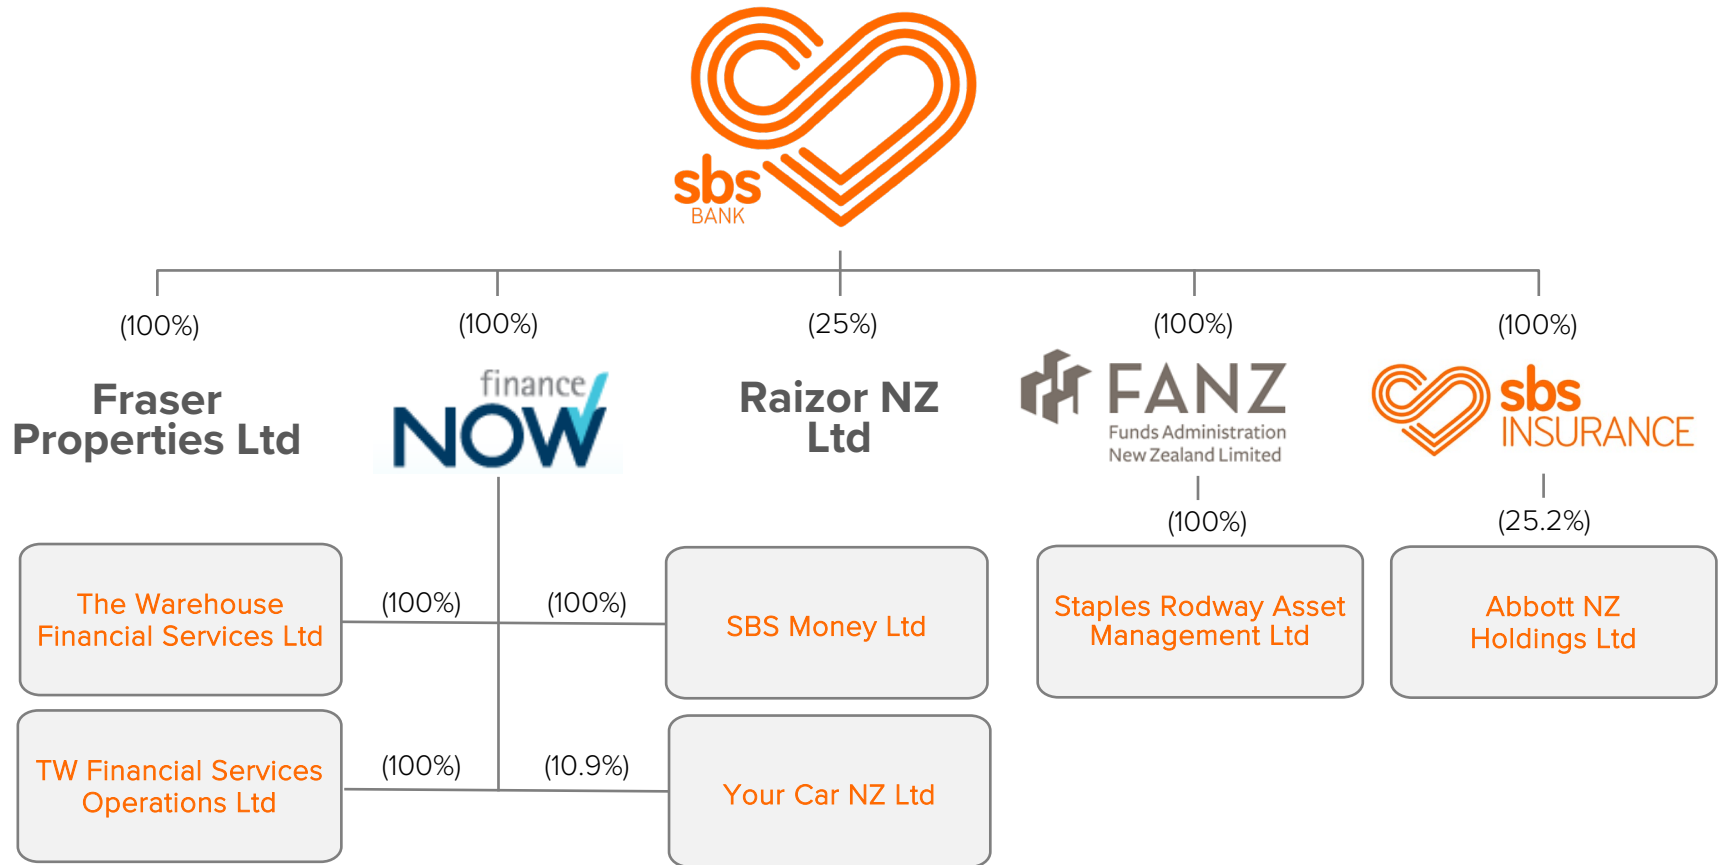 sbs
BANK
(100%)
(100%)
(25%)
(100%)
(100%)
Fraser
Properties Ltd
finance
NOW
Raizor NZ
Ltd
FANZ
Funds Administration
New Zealand Limited
sbs
INSURANCE
(100%)
(25.2%)
The Warehouse
Financial Services Ltd
(100%)
(100%)
SBS Money Ltd
Staples Rodway Asset
Management Ltd
Abbott NZ
Holdings Ltd
TW Financial Services
Operations Ltd
(100%)
(10.9%)
Your Car NZ Ltd